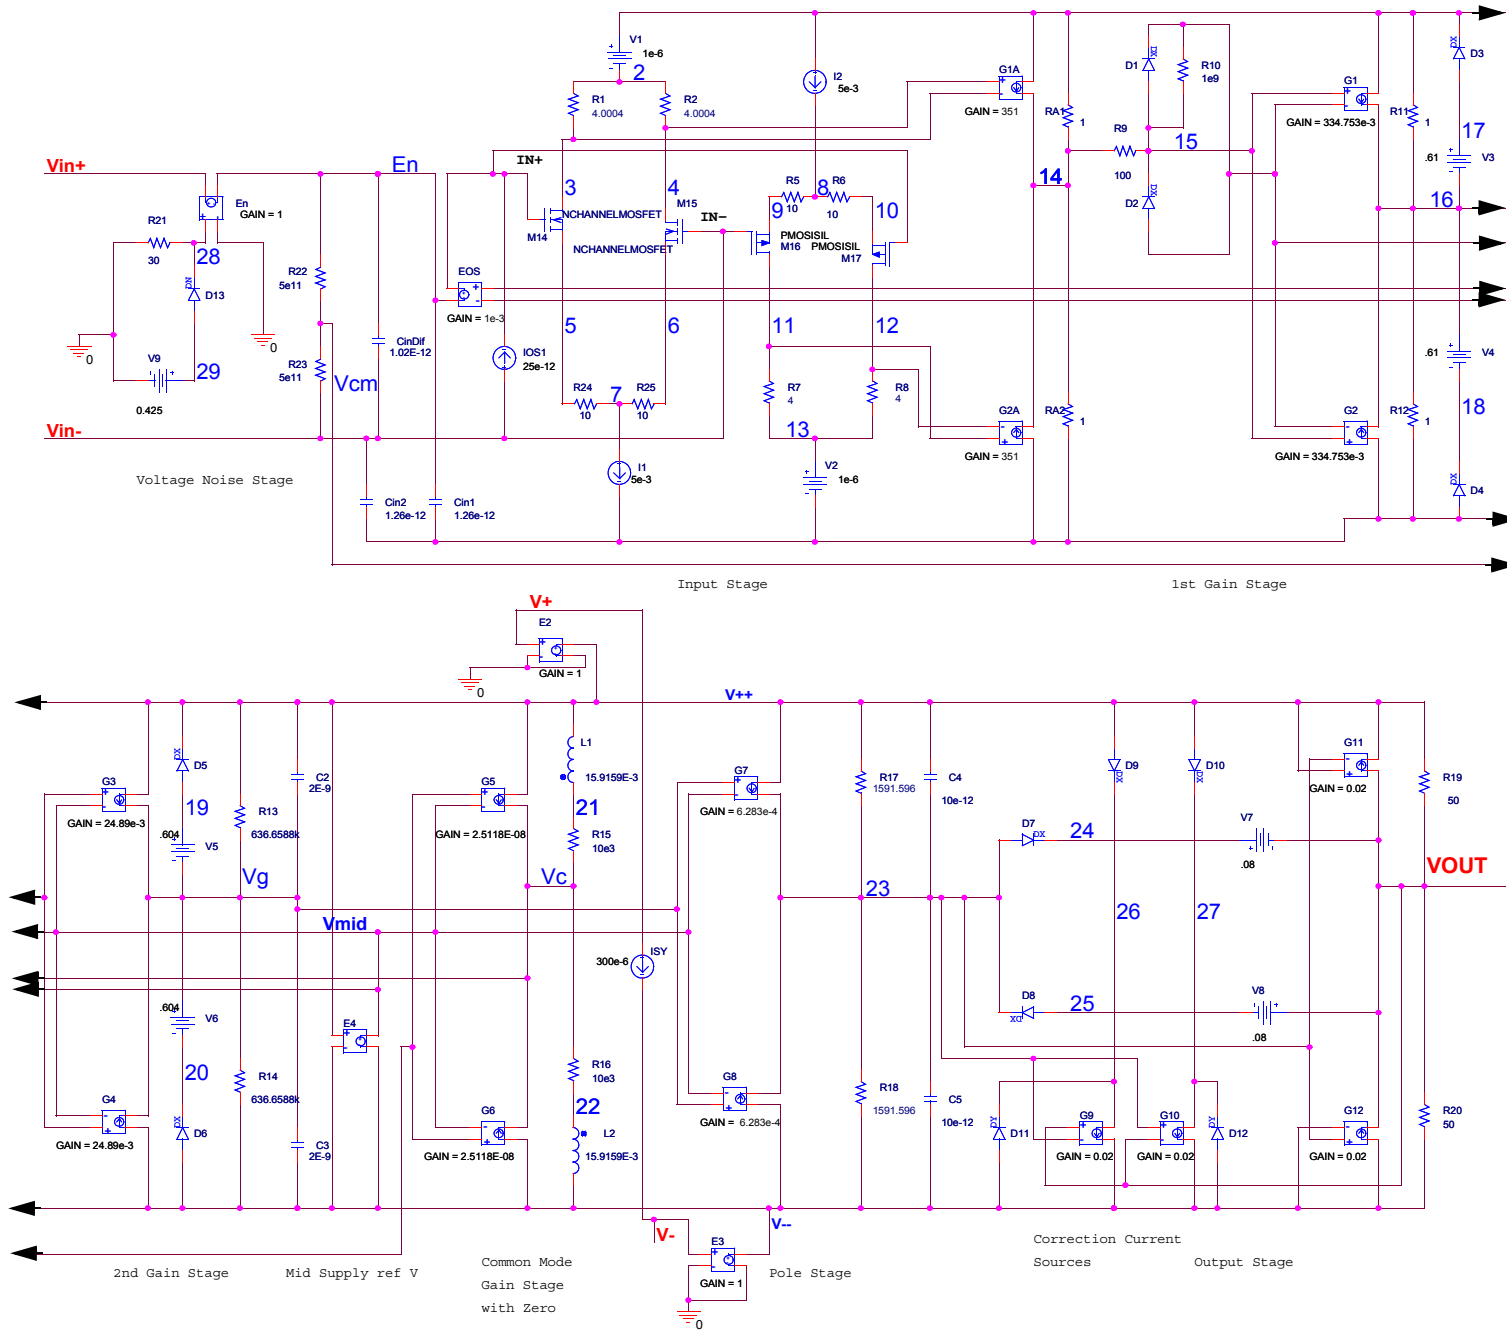 V1
1e-6
2
R1
4.0004
R2
4.0004
I2
5e-3
G1A
GAIN = 351
RA1
1
D1
DX
R10
1e9
G1
GAIN = 334.753e-3
R11
1
DX
D3
17
.61
V3
Vin+
En
En
GAIN = 1
R21
30
28
DN
D13
0
0
V9
29
0.425
R22
5e11
R23
5e11
Vcm
CinDif
1.02E-12
IN+
3
NCHANNELMOSFET
M14
4
M15
NCHANNELMOSFET
IN-
EOS
GAIN = 1e-3
IOS1
25e-12
5
6
R24
10
7
R25
10
I1
5e-3
R5
10
8
R6
10
9
10
PMOSISIL
M16
PMOSISIL
M17
11
12
R7
4
R8
4
13
V2
1e-6
14
R9
100
15
DX
D2
16
G2A
GAIN = 351
RA2
1
G2
GAIN = 334.753e-3
R12
1
.61
V4
18
DX
D4
Vin-
Voltage Noise Stage
Cin2
1.26e-12
Cin1
1.26e-12
Input Stage
1st Gain Stage
V+
E2
GAIN = 1
0
V++
G3
GAIN = 24.89e-3
DX
D5
19
.604
V5
R13
636.6588k
C2
2E-9
Vg
G5
GAIN = 2.5118E-08
L1
15.9159E-3
21
R15
10e3
Vc
G7
GAIN = 6.283e-4
R17
1591.596
C4
10e-12
D9
DX
D10
DX
G11
GAIN = 0.02
R19
50
D7
DX
24
V7
.08
VOUT
23
26
27
Vmid
ISY
300e-6
.604
V6
20
E4
G4
GAIN = 24.89e-3
DX
D6
R14
636.6588k
C3
2E-9
G6
GAIN = 2.5118E-08
R16
10e3
22
L2
15.9159E-3
G8
GAIN = 6.283e-4
R18
1591.596
C5
10e-12
D8
DX
25
V8
.08
DY
D11
G9
GAIN = 0.02
G10
GAIN = 0.02
DY
D12
G12
GAIN = 0.02
R20
50
V-
V--
E3
GAIN = 1
0
2nd Gain Stage
Mid Supply ref V
Common Mode
Gain Stage
with Zero
Pole Stage
Correction Current
Sources
Output Stage